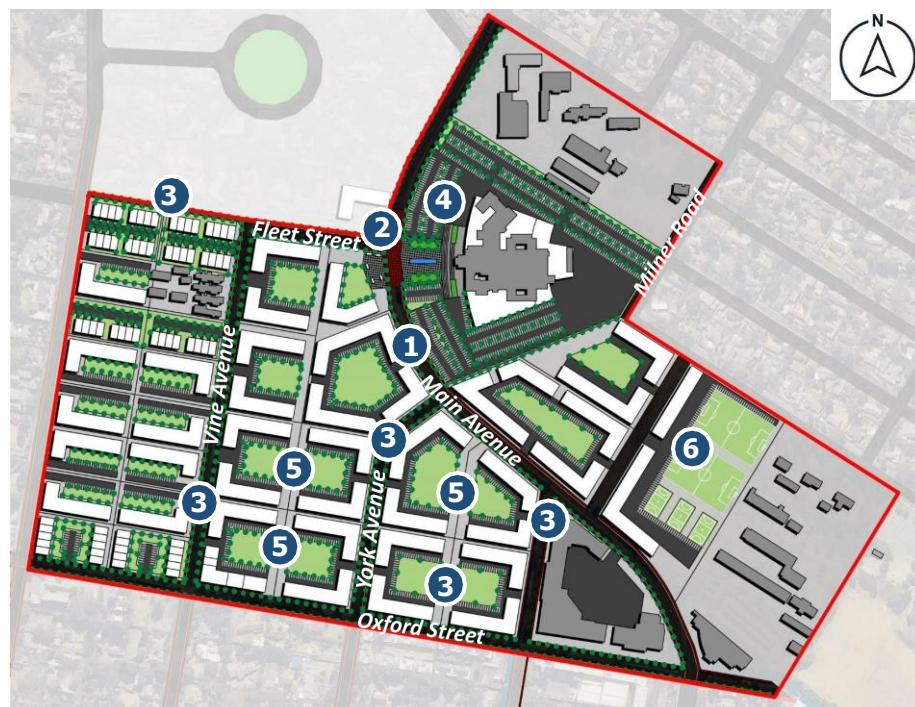 N
3
4
2
Fleet Street
Milner Road
Vine Avenue
1
Main Avenue
3
6
5
5
3
3
5
York Avenue
3
Oxford Street